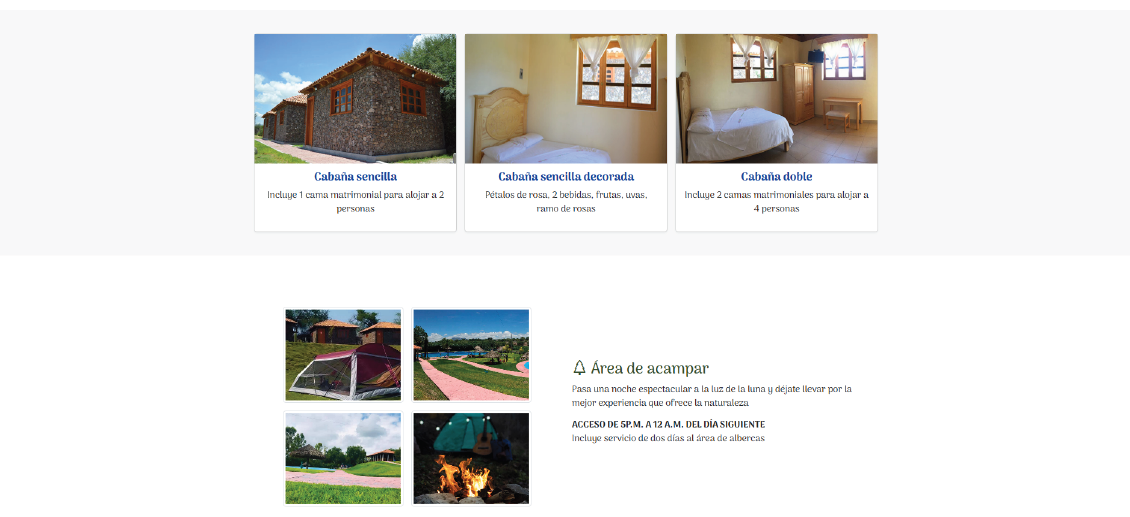 Cabaña sencilla
Incluye 1 cama matrimonial para alojar a 2
personas
Cabaña sencilla decorada
Pétalos de rosa, 2 bebidas, frutas, uvas,
ramo de rosas
Cabaña doble
Incluye 2 camas matrimoniales para alojar a
4 personas
Área de acampar
Pasa una noche espectacular a la luz de la luna y déjate llevar por la
mejor experiencia que ofrece la naturaleza
ACCESO DE 5P.M. A 12 A.M. DEL DÍA SIGUIENTE
Incluye servicio de dos días al área de albercas